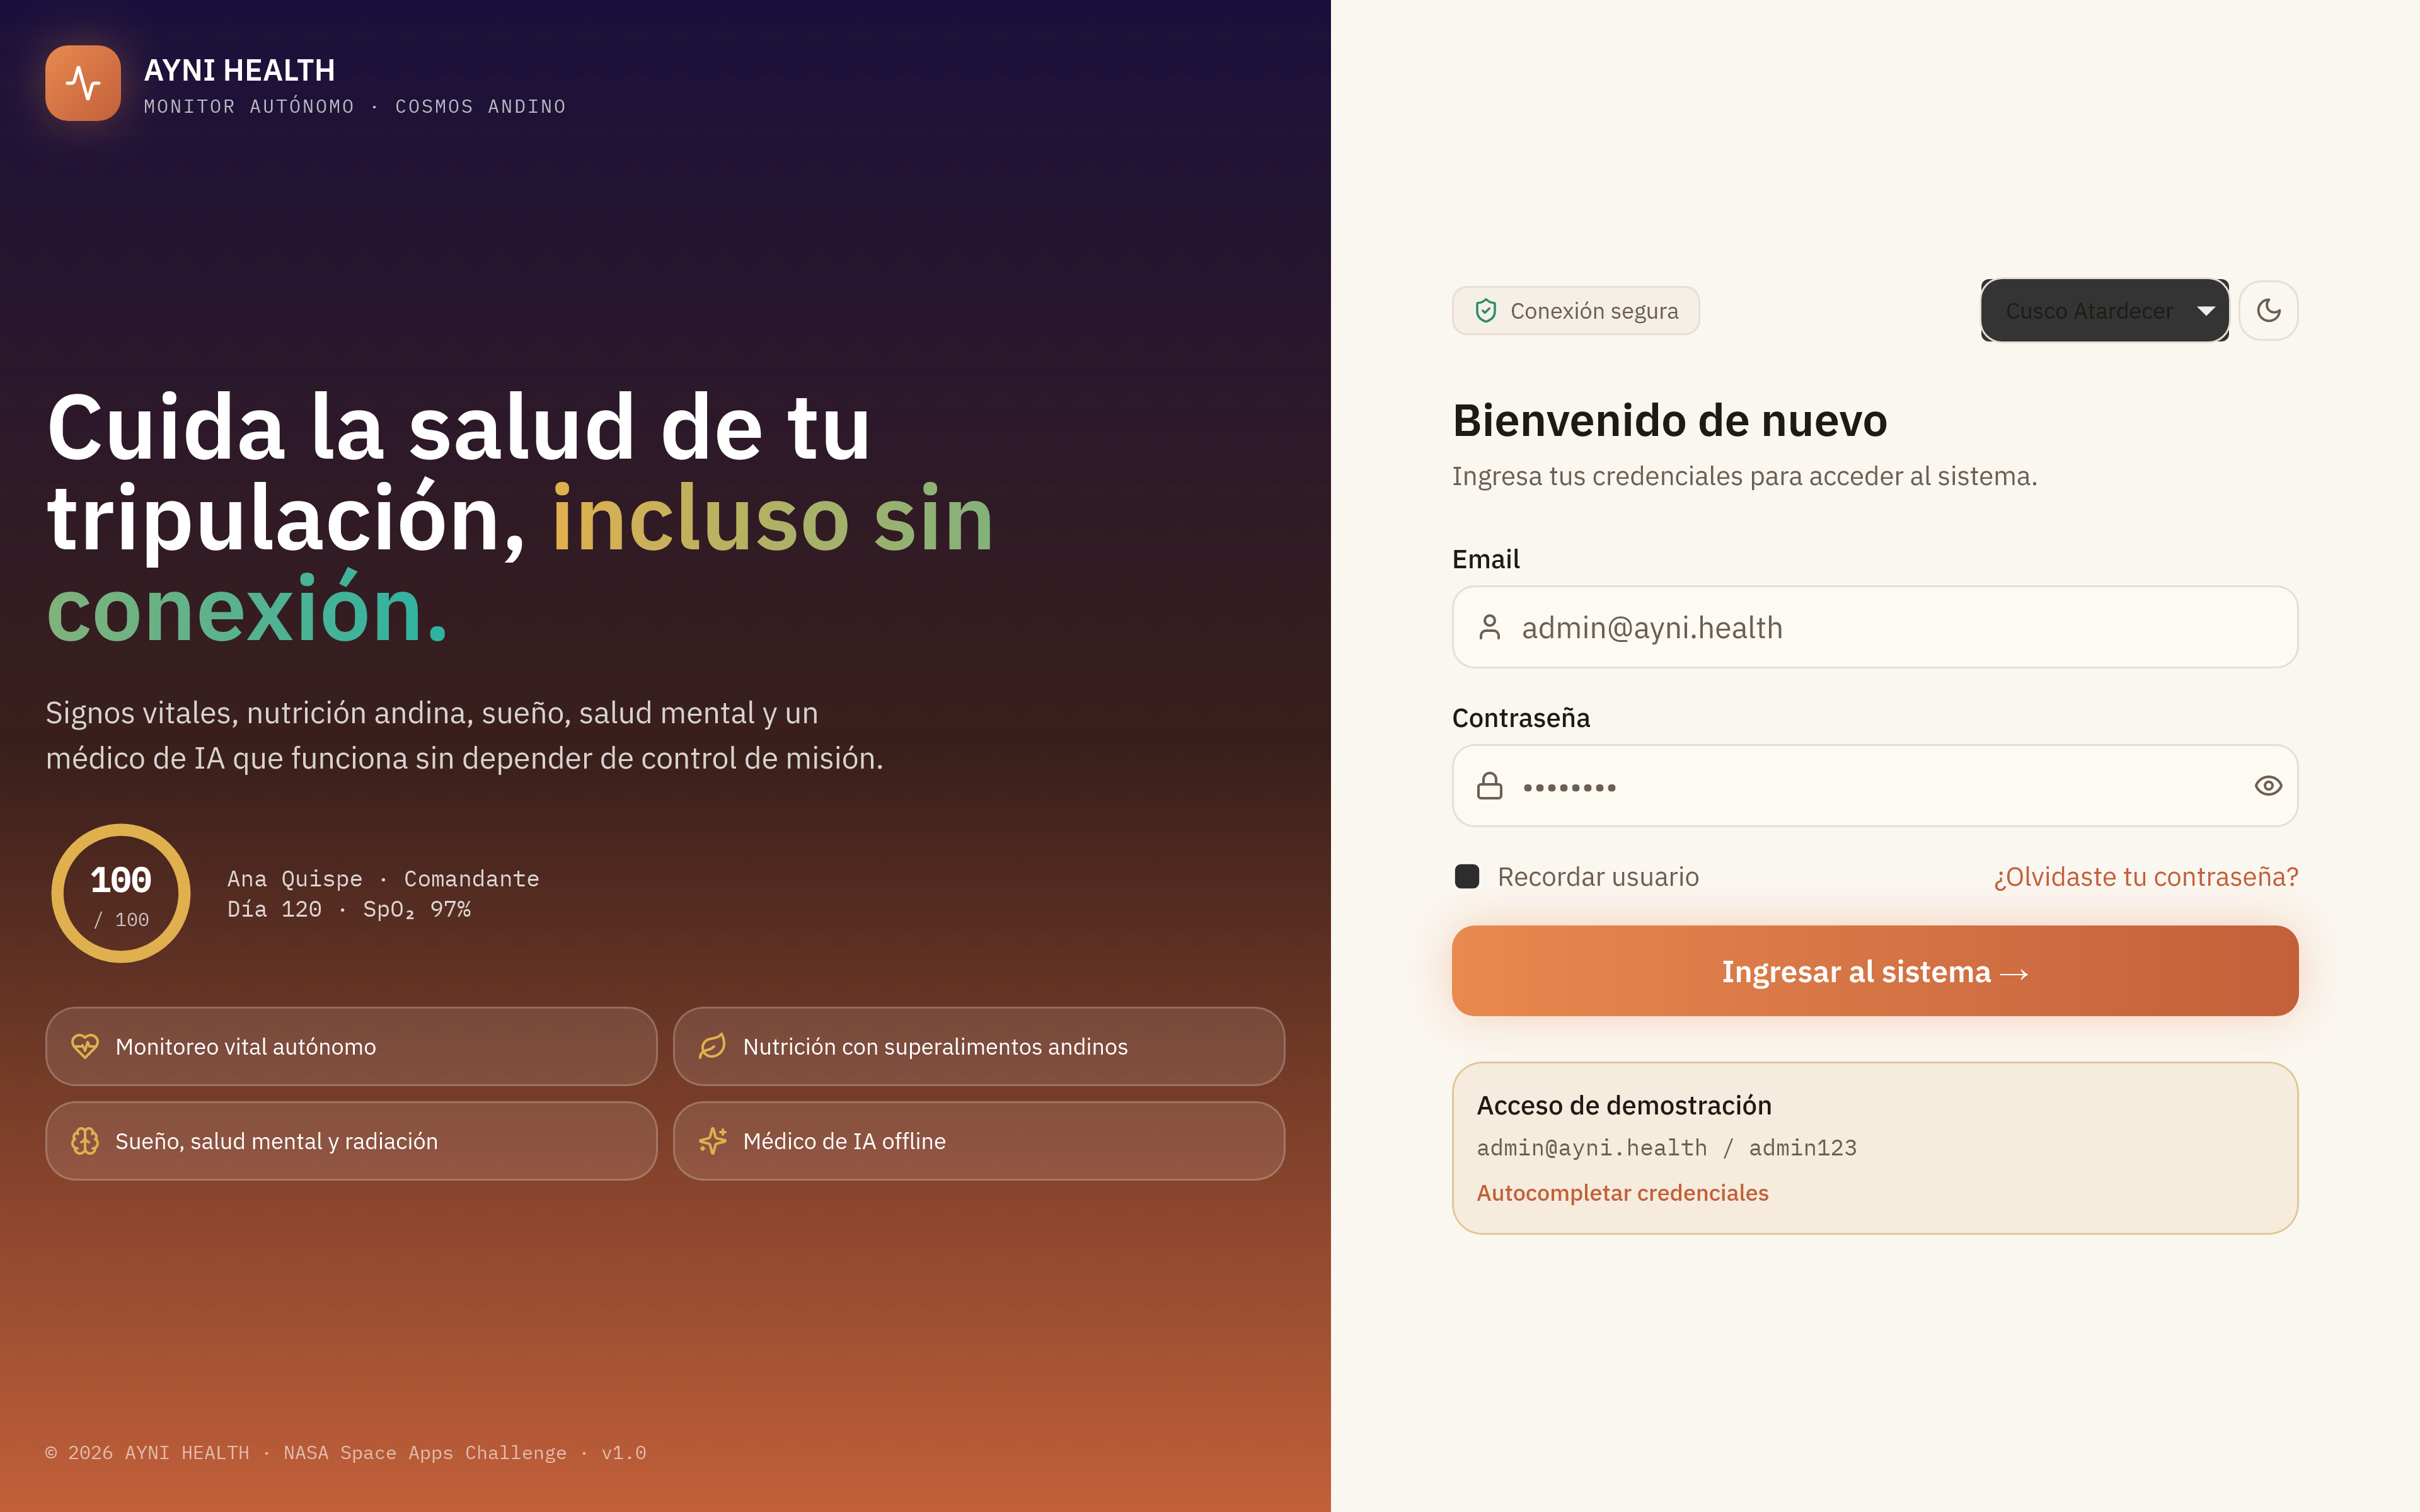 AYNI HEALTH
MONITOR AUTÓNOMO · COSMOS ANDINO
Cuida la salud de tu
tripulación, incluso sin
conexión.
Signos vitales, nutrición andina, sueño, salud mental y un
médico de IA que funciona sin depender de control de misión.
100
/ 100
Ana Quispe · Comandante
Día 120 · SpO₂ 97%
Monitoreo vital autónomo
Nutrición con superalimentos andinos
Sueño, salud mental y radiación
Médico de IA offline
© 2026 AYNI HEALTH · NASA Space Apps Challenge · v1.0
Conexión segura
Cusco Atardecer
Bienvenido de nuevo
Ingresa tus credenciales para acceder al sistema.
Email
admin@ayni.health
Contraseña
••••••••
Recordar usuario
¿Olvidaste tu contraseña?
Ingresar al sistema →
Acceso de demostración
admin@ayni.health / admin123
Autocompletar credenciales